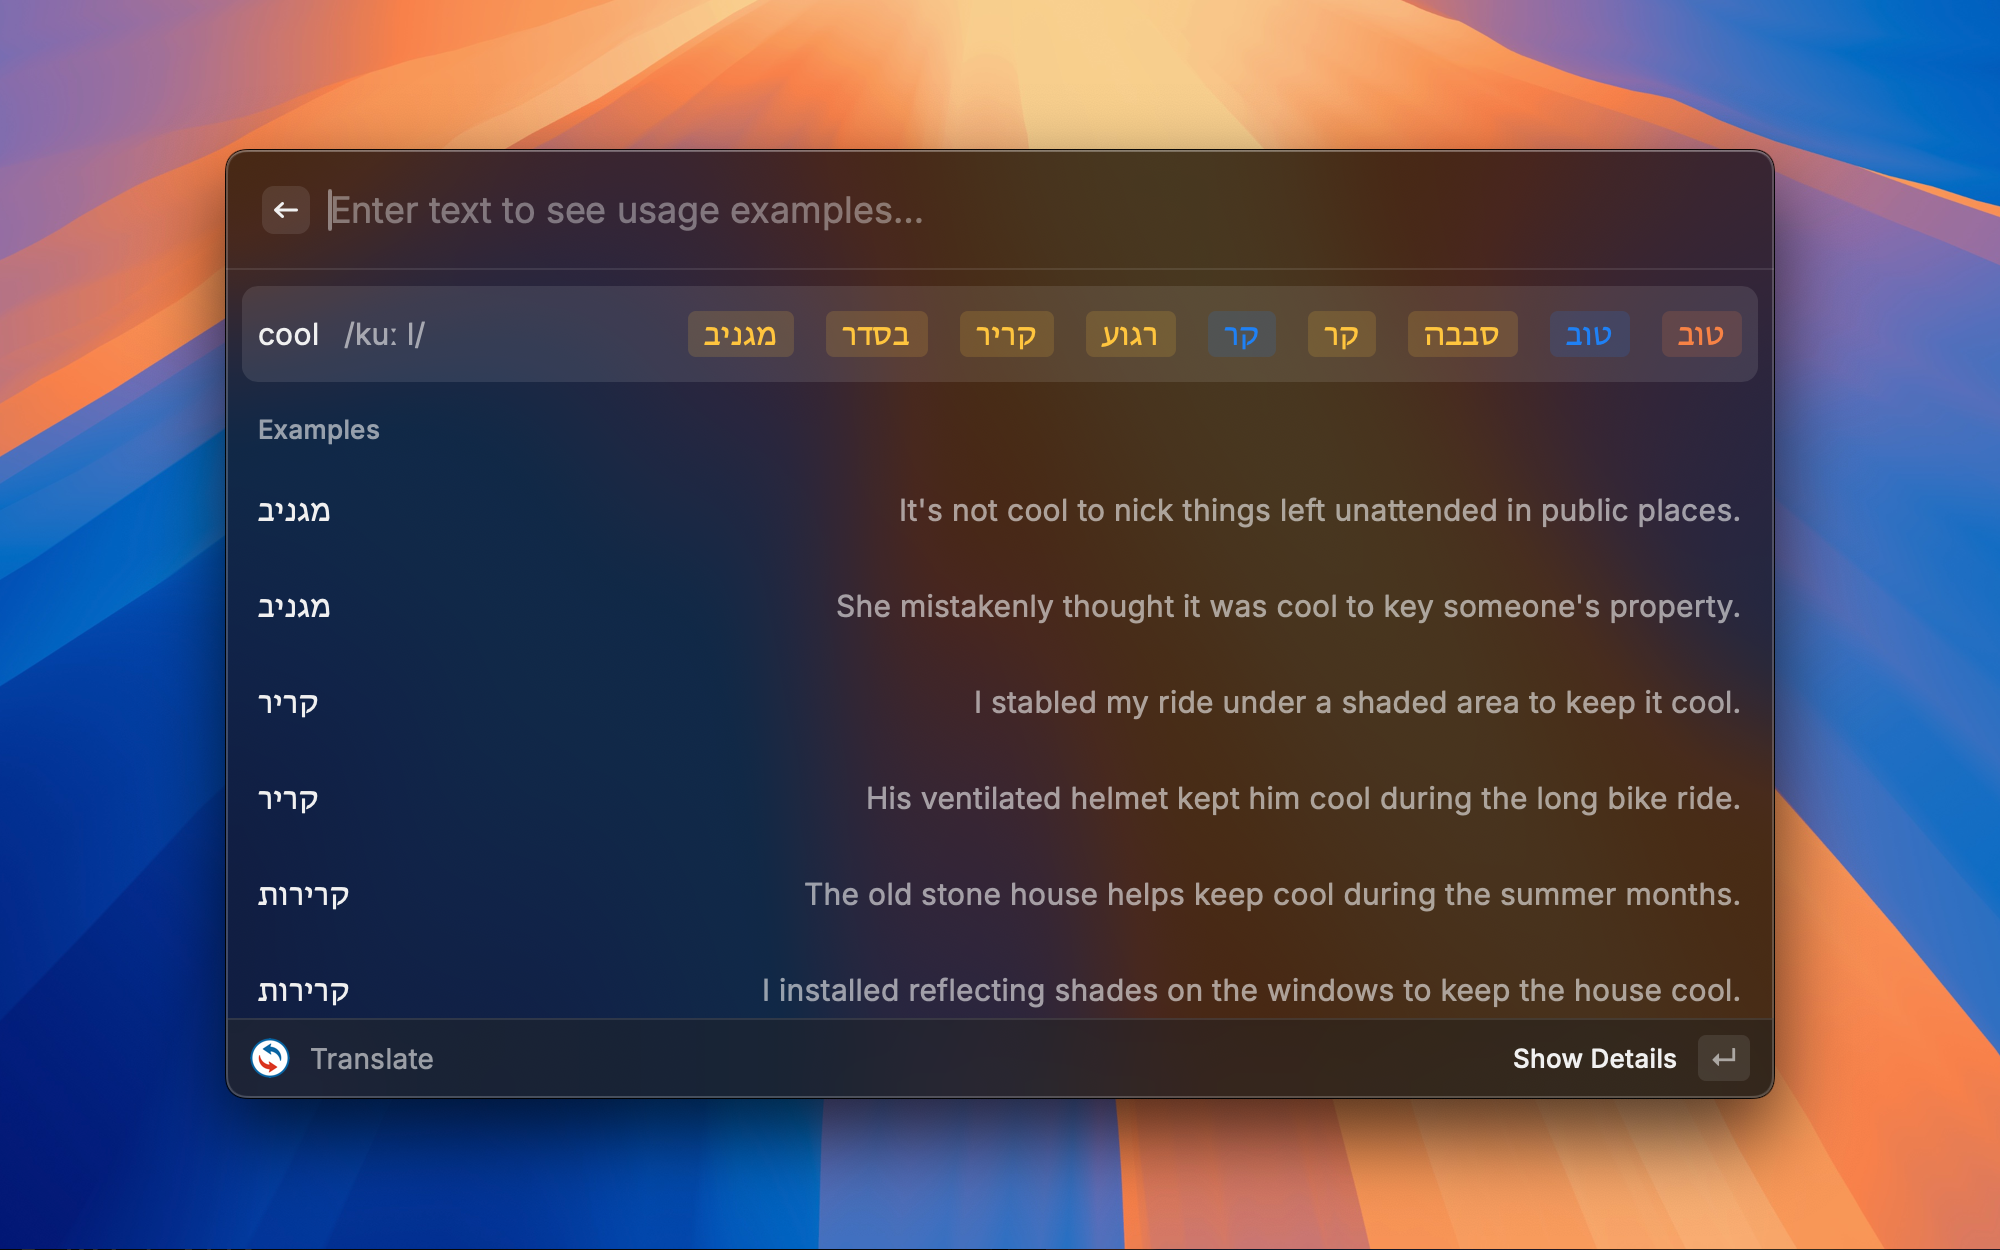 Enter text to see usage examples...
cool /kuː l/ מגניב בסדר קריר רגוע קר קר סבבה טוב טוב
Examples
מגניב It's not cool to nick things left unattended in public places.
מגניב She mistakenly thought it was cool to key someone's property.
קריר I stabled my ride under a shaded area to keep it cool.
קריר His ventilated helmet kept him cool during the long bike ride.
קרירות The old stone house helps keep cool during the summer months.
קרירות I installed reflecting shades on the windows to keep the house cool.
Translate Show Details